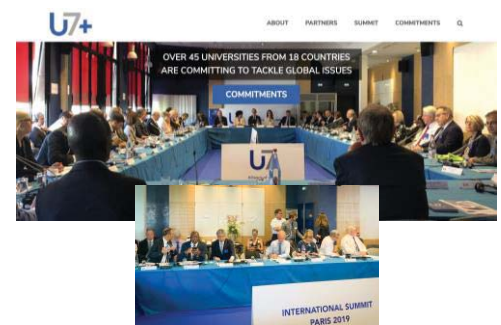 U7+
ABOUT PARTNERS SUMMIT COMMITMENTS
OVER 45 UNIVERSITIES FROM 18 COUNTRIES
ARE COMMITTING TO TACKLE GLOBAL ISSUES
COMMITMENTS
U7
INTERNATIONAL SUMMIT
PARIS 2019